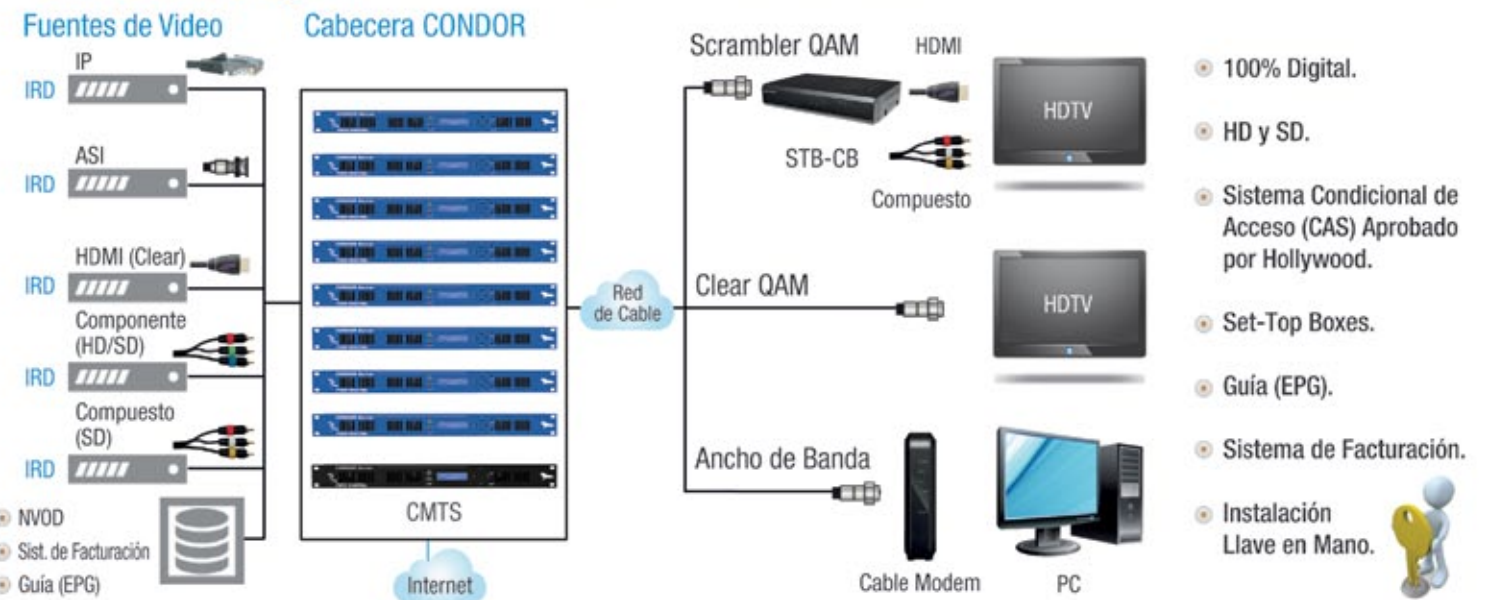 Fuentes de Video
IP
IRD
ASI
IRD
HDMI (Clear)
IRD
Componente
(HD/SD)
IRD
Compuesto
(SD)
IRD
NVOD
Sist. de Facturación
Guía (EPG)
Cabecera CONDOR
CMTS
Internet
Red
de Cable
Scrambler QAM
HDMI
STB-CB
Compuesto
HDTV
Clear QAM
HDTV
Ancho de Banda
Cable Modem
PC
100% Digital.
HD y SD.
Sistema Condicional de
Acceso (CAS) Aprobado
por Hollywood.
Set-Top Boxes.
Guía (EPG).
Sistema de Facturación.
Instalación
Llave en Mano.